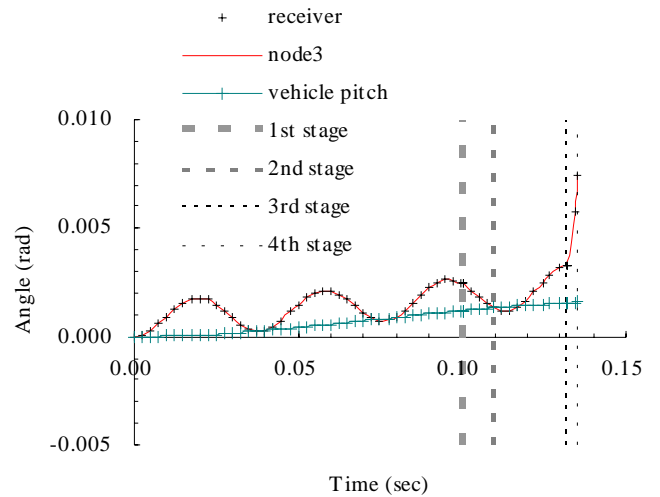 receiver
node3
vehicle pitch
1st stage
2nd stage
3rd stage
4th stage
0.010
0.005
0.000
-0.005
0.00
0.05
0.10
0.15
Angle (rad)
Time (sec)